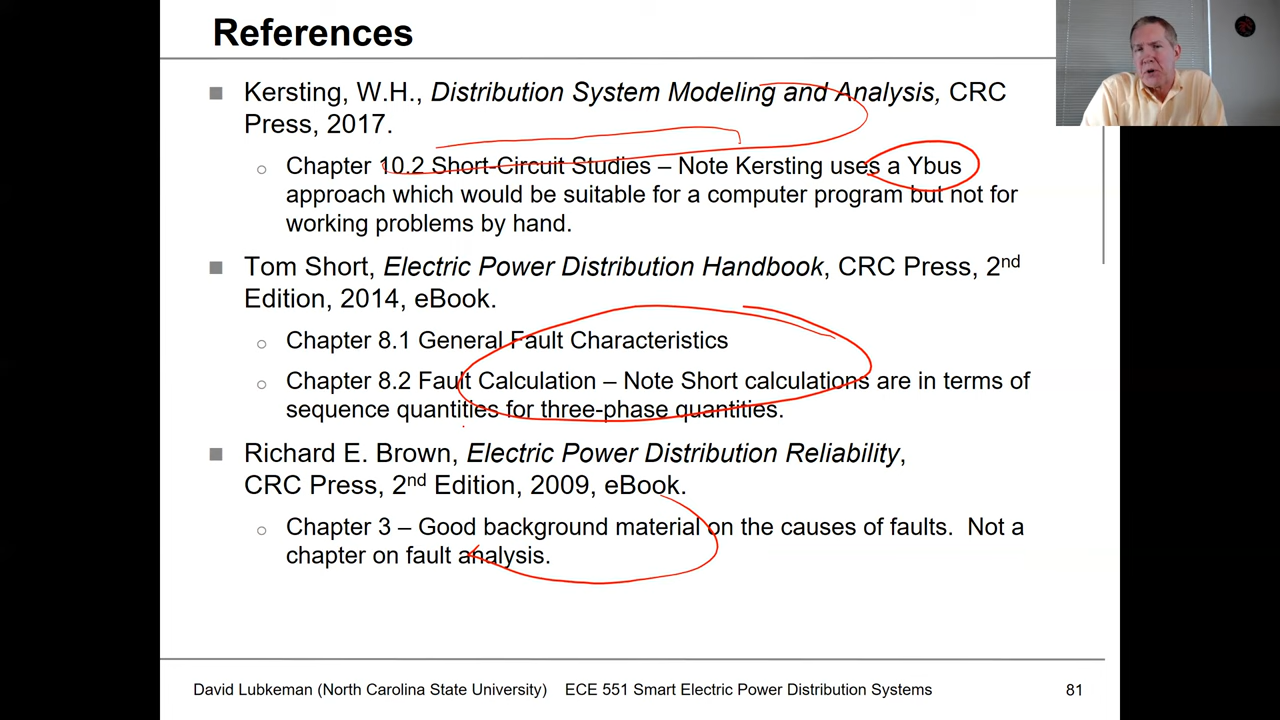 References
Kersting, W.H., Distribution System Modeling and Analysis, CRC
Press, 2017.
Chapter 10.2 Short-Circuit Studies – Note Kersting uses a Ybus
approach which would be suitable for a computer program but not for
working problems by hand.
Tom Short, Electric Power Distribution Handbook, CRC Press, 2nd
Edition, 2014, eBook.
Chapter 8.1 General Fault Characteristics
Chapter 8.2 Fault Calculation – Note Short calculations are in terms of
sequence quantities for three-phase quantities.
Richard E. Brown, Electric Power Distribution Reliability,
CRC Press, 2nd Edition, 2009, eBook.
Chapter 3 – Good background material on the causes of faults.  Not a
chapter on fault analysis.
David Lubkeman (North Carolina State University) ECE 551 Smart Electric Power Distribution Systems 81